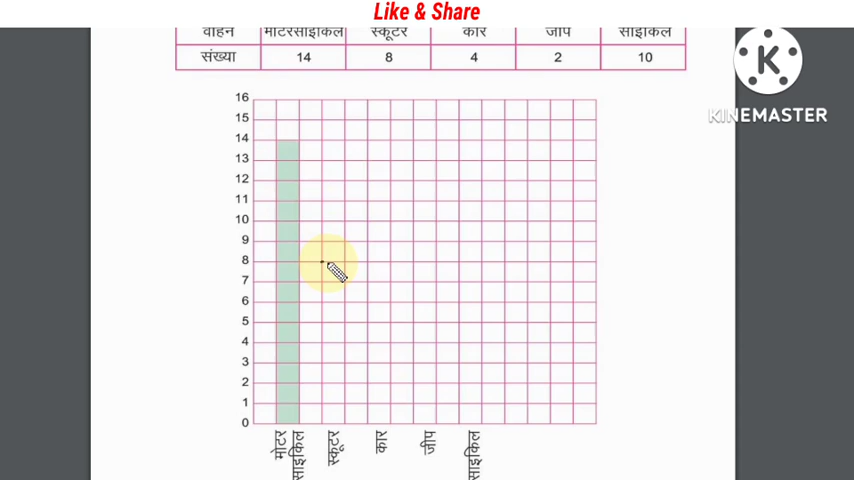 Like & Share
वाहन मोटरसाइकिल स्कूटर कार जीप साइकिल
संख्या 14 8 4 2 10
KINEMASTER
16
15
14
13
12
11
10
9
8
7
6
5
4
3
2
1
0
मोटर साइकिल
स्कूटर
कार
जीप
साइकिल